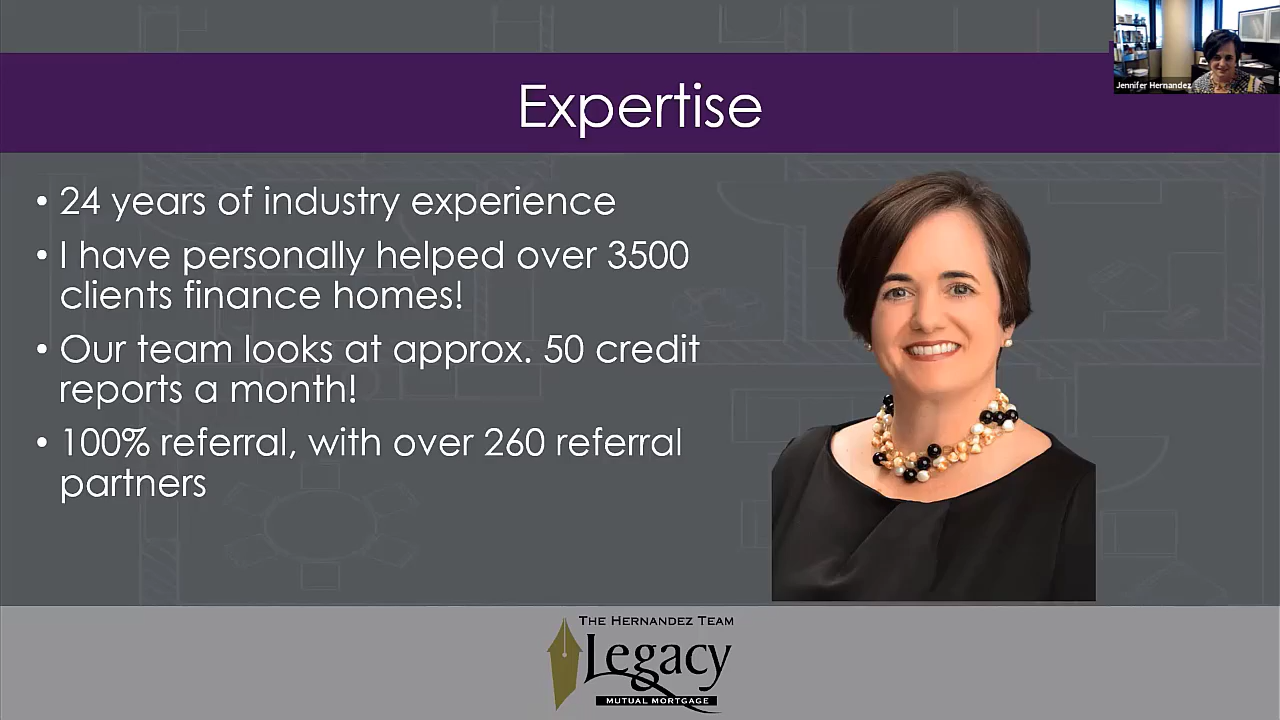 Jennifer Hernandez
Expertise
• 24 years of industry experience
• I have personally helped over 3500
clients finance homes!
• Our team looks at approx. 50 credit
reports a month!
• 100% referral, with over 260 referral
partners
THE HERNANDEZ TEAM
Legacy
MUTUAL MORTGAGE